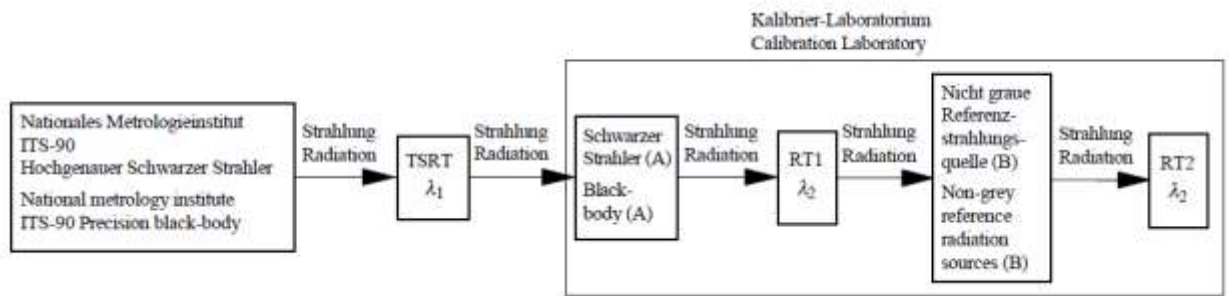 Kalibrier-Laboratorium
Calibration Laboratory
Nationales Metrologieinstitut
ITS-90
Hochgenauer Schwarzer Strahler
National metrology institute
ITS-90 Precision black-body
Strahlung
Radiation
TSRT
λ1
Strahlung
Radiation
Schwarzer
Strahler (A)
Black-
body (A)
Strahlung
Radiation
RT1
λ2
Strahlung
Radiation
Nicht graue
Referenz-
strahlungs-
quelle (B)
Non-grey
reference
radiation
sources (B)
Strahlung
Radiation
RT2
λ2